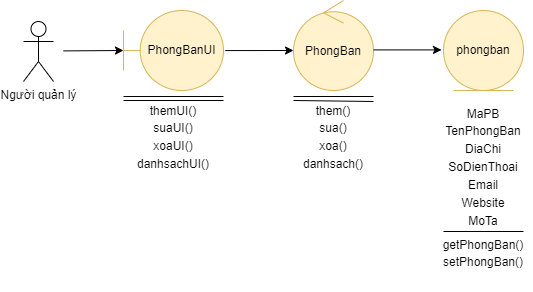 PhongBanUI
PhongBan
phongban
Người quản lý
themUI()
suaUI()
xoaUI()
danhsachUI()
them()
sua()
xoa()
danhsach()
MaPB
TenPhongBan
DiaChi
SoDienThoai
Email
Website
MoTa
getPhongBan()
setPhongBan()